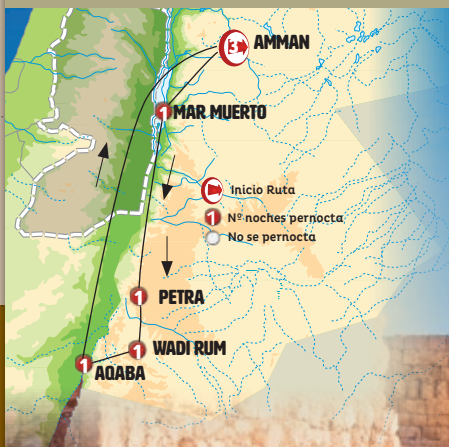 3 AMMAN
1 MAR MUERTO
Inicio Ruta
1 Nº noches pernocta
No se pernocta
1 PETRA
1 WADI RUM
1 AQABA